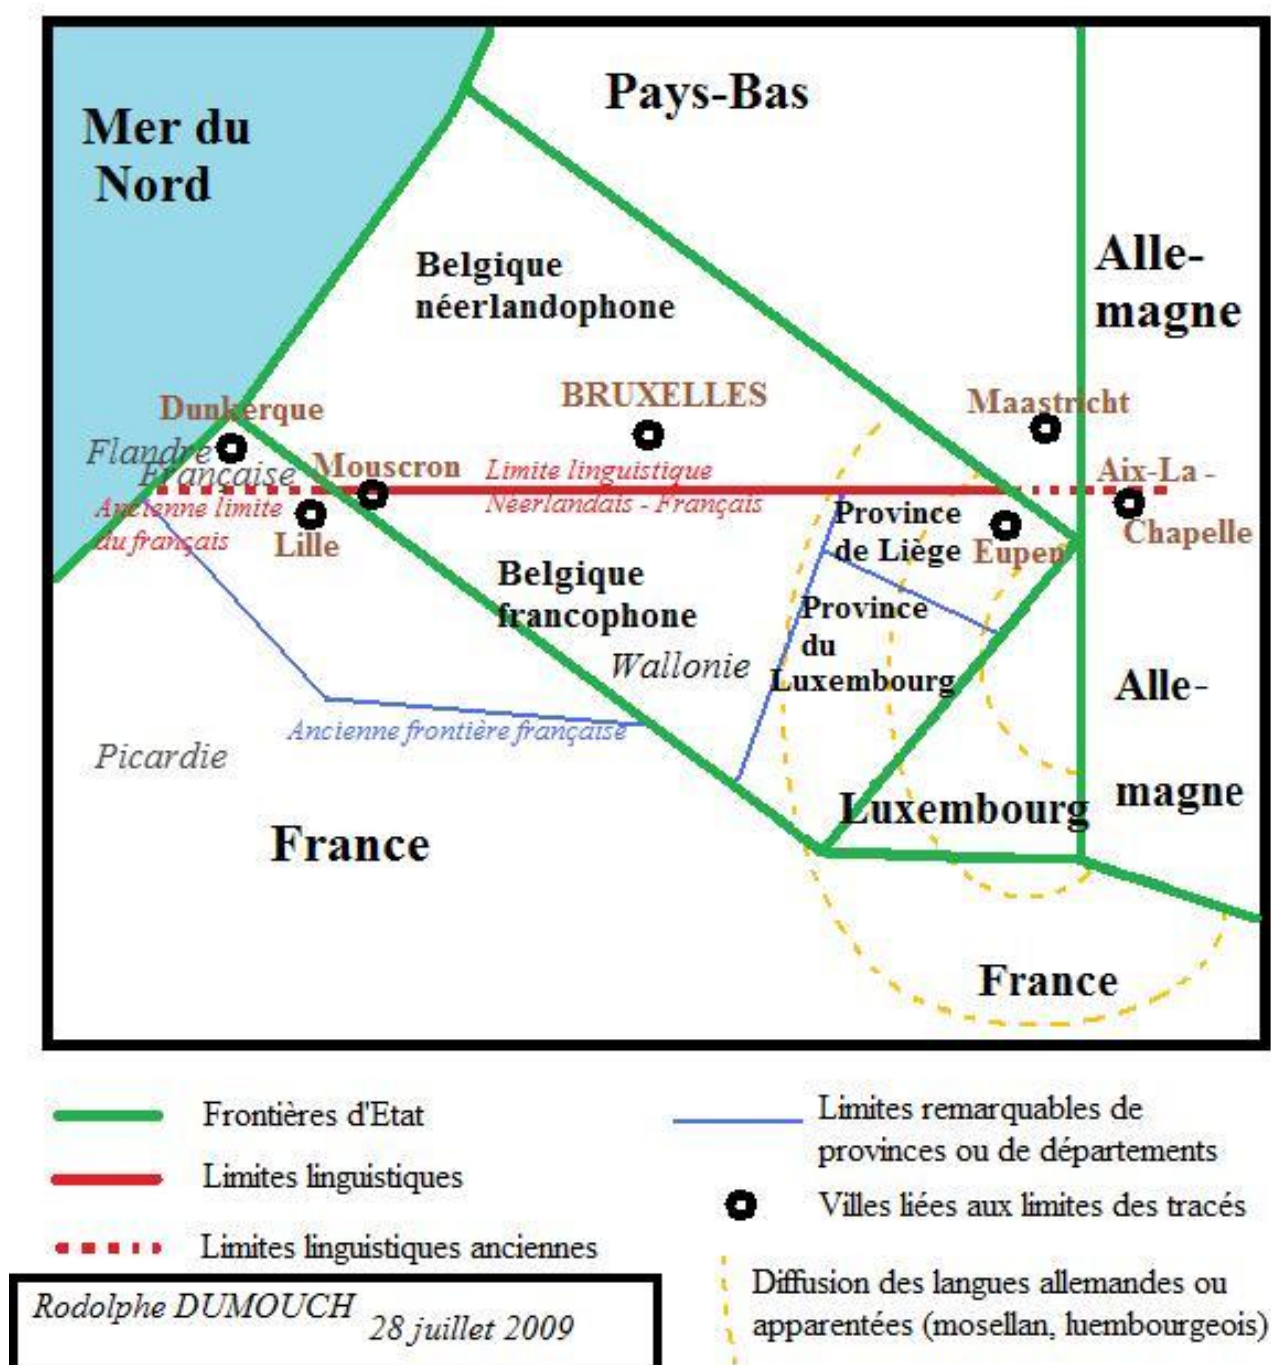 Mer du
Nord
Pays-Bas
Alle-
magne
Belgique
néerlandophone
BRUXELLES
Maastricht
Dunkerque
Flandre
Française
Mouscron
Limite linguistique
Néerlandais - Français
Aix-La -
Chapelle
Ancienne limite
du français
Lille
Province
de Liège
Eupen
Belgique
francophone
Province
du
Luxembourg
Wallonie
Alle-
magne
Ancienne frontière française
Picardie
Luxembourg
France
France
Frontières d'Etat
Limites linguistiques
Limites linguistiques anciennes
Limites remarquables de
provinces ou de départements
Villes liées aux limites des tracés
Diffusion des langues allemandes ou
apparentées (mosellan, luembourgeois)
Rodolphe DUMOUCH
28 juillet 2009